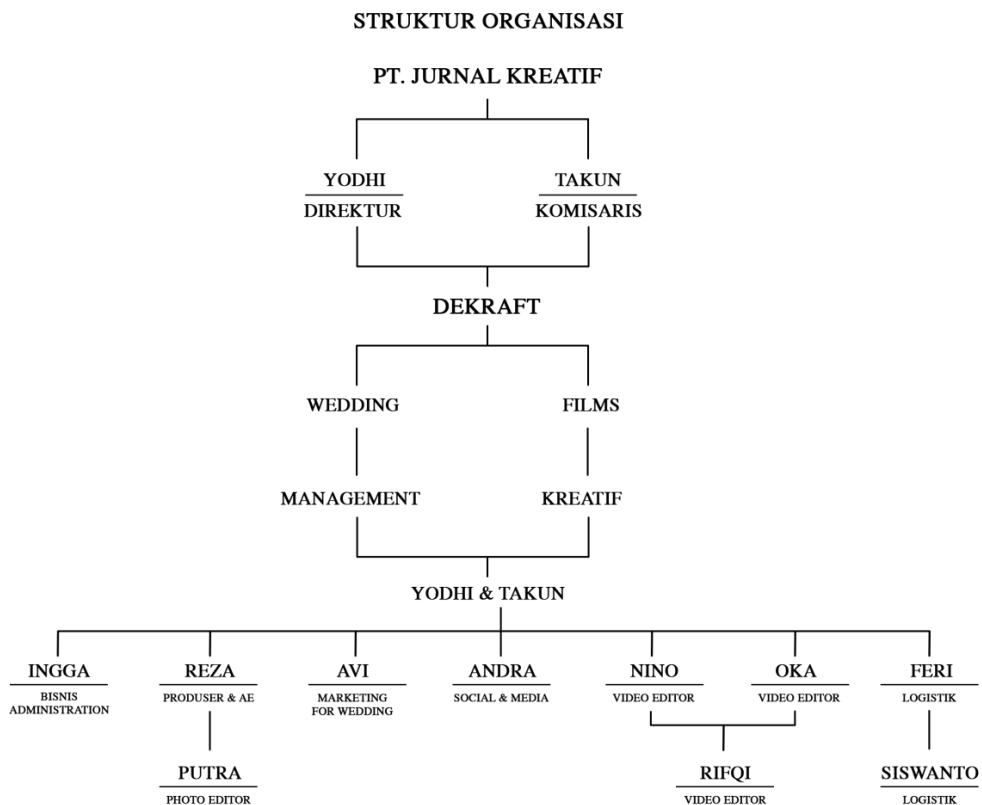 STRUKTUR ORGANISASI
PT. JURNAL KREATIF
YODHI
DIREKTUR
TAKUN
KOMISARIS
DEKRAFT
WEDDING
FILMS
MANAGEMENT
KREATIF
YODHI & TAKUN
INGGA
BISNIS
ADMINISTRATION
REZA
PRODUSER & AE
AVI
MARKETING
FOR WEDDING
ANDRA
SOCIAL & MEDIA
NINO
VIDEO EDITOR
OKA
VIDEO EDITOR
FERI
LOGISTIK
PUTRA
PHOTO EDITOR
RIFQI
VIDEO EDITOR
SISWANTO
LOGISTIK